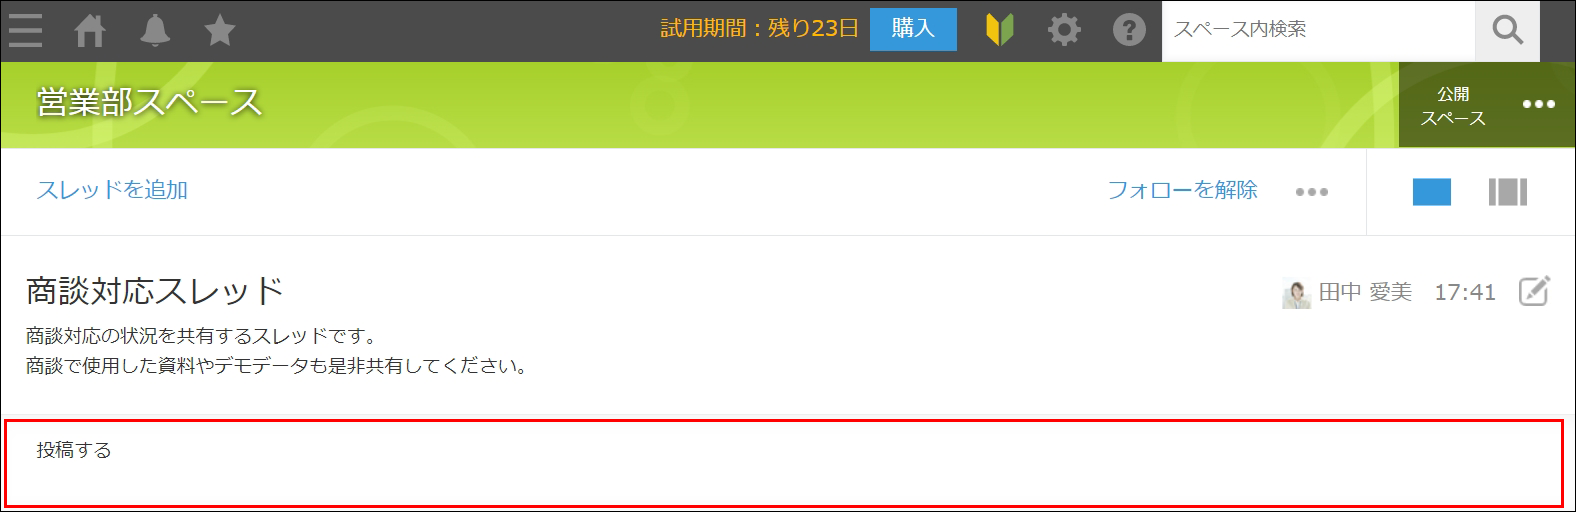 試用期間：残り23日 購入 スペース内検索
営業部スペース
公開
スペース
スレッドを追加 フォローを解除
商談対応スレッド 田中 愛美 17:41
商談対応の状況を共有するスレッドです。
商談で使用した資料やデモデータも是非共有してください。
投稿する